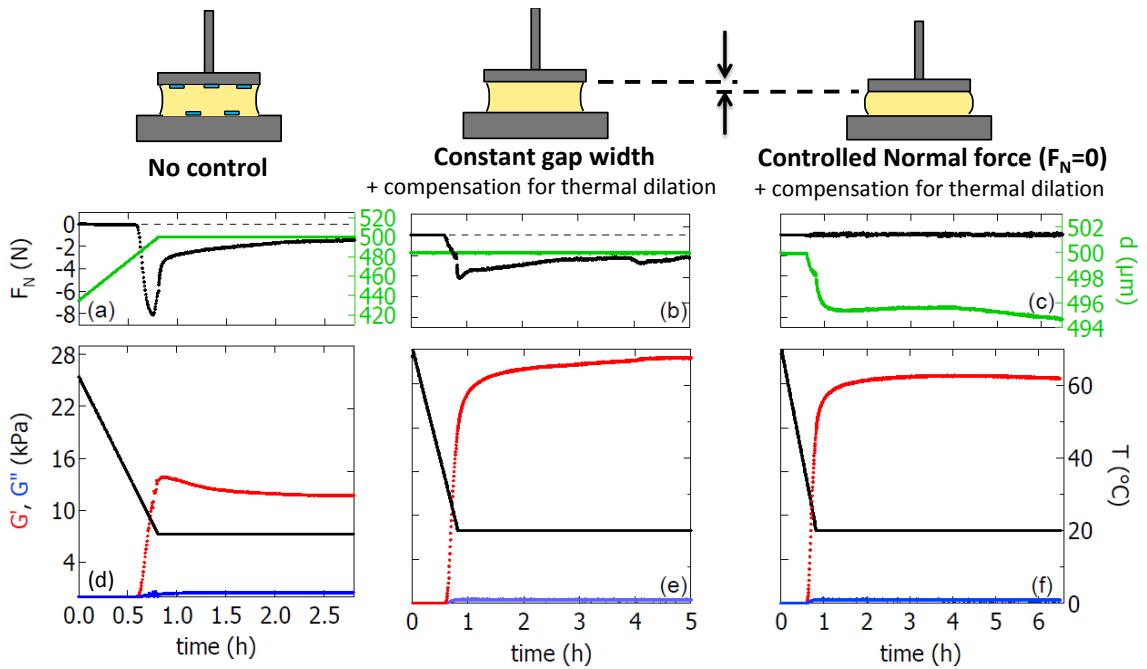 No control
Constant gap width
+ compensation for thermal dilation
Controlled Normal force (F_N=0)
+ compensation for thermal dilation
F_N (N)
0
-2
-4
-6
-8
(a)
520
500
480
460
440
420
(b)
(c)
502
500
498
496
494
d (μm)
G', G" (kPa)
28
22
16
10
4
(d)
(e)
(f)
60
40
20
0
T (°C)
0.0 0.5 1.0 1.5 2.0 2.5
time (h)
0 1 2 3 4 5
time (h)
0 1 2 3 4 5 6
time (h)